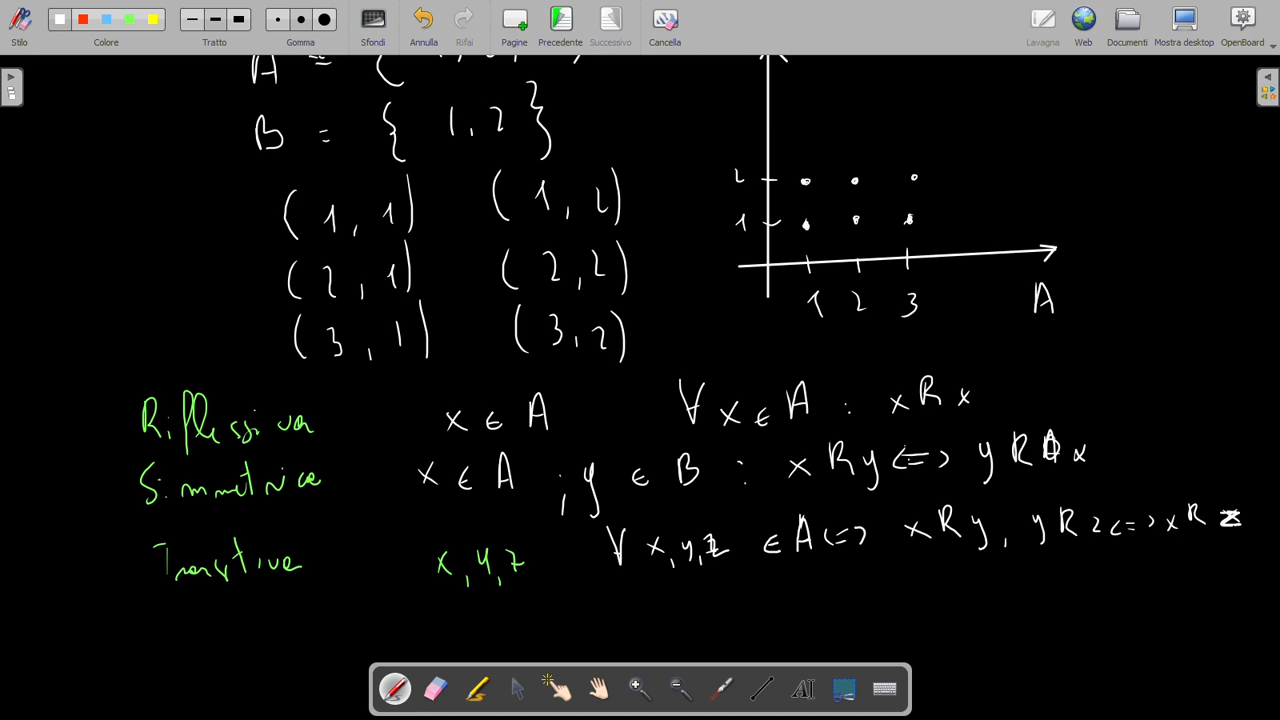 Stilo Colore Tratto Gomma Sfondi Annulla Rifai Pagine Precedente Successivo Cancella Lavagna Web Documenti Mostra desktop OpenBoard
A = {
B = { 1, 2 }
(1, 1) (1, 2)
(2, 1) (2, 2)
(3, 1) (3, 2)
2
1
1 2 3 A
Riflessiva x ∈ A ∀ x ∈ A : x R x
Simmetrica x ∈ A ; y ∈ B : x R y <=> y R x
Transitiva x, y, z ∀ x, y, z ∈ A <=> x R y, y R z <=> x R z